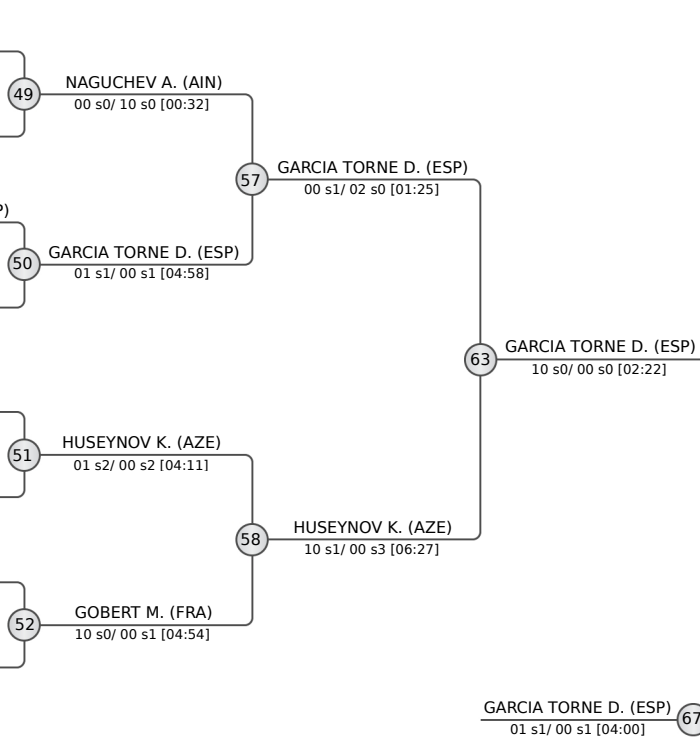 NAGUCHEV A. (AIN)
49
00 s0/ 10 s0 [00:32]
GARCIA TORNE D. (ESP)
57
00 s1/ 02 s0 [01:25]
P)
GARCIA TORNE D. (ESP)
50
01 s1/ 00 s1 [04:58]
GARCIA TORNE D. (ESP)
63
10 s0/ 00 s0 [02:22]
HUSEYNOV K. (AZE)
51
01 s2/ 00 s2 [04:11]
HUSEYNOV K. (AZE)
58
10 s1/ 00 s3 [06:27]
GOBERT M. (FRA)
52
10 s0/ 00 s1 [04:54]
GARCIA TORNE D. (ESP)
67
01 s1/ 00 s1 [04:00]